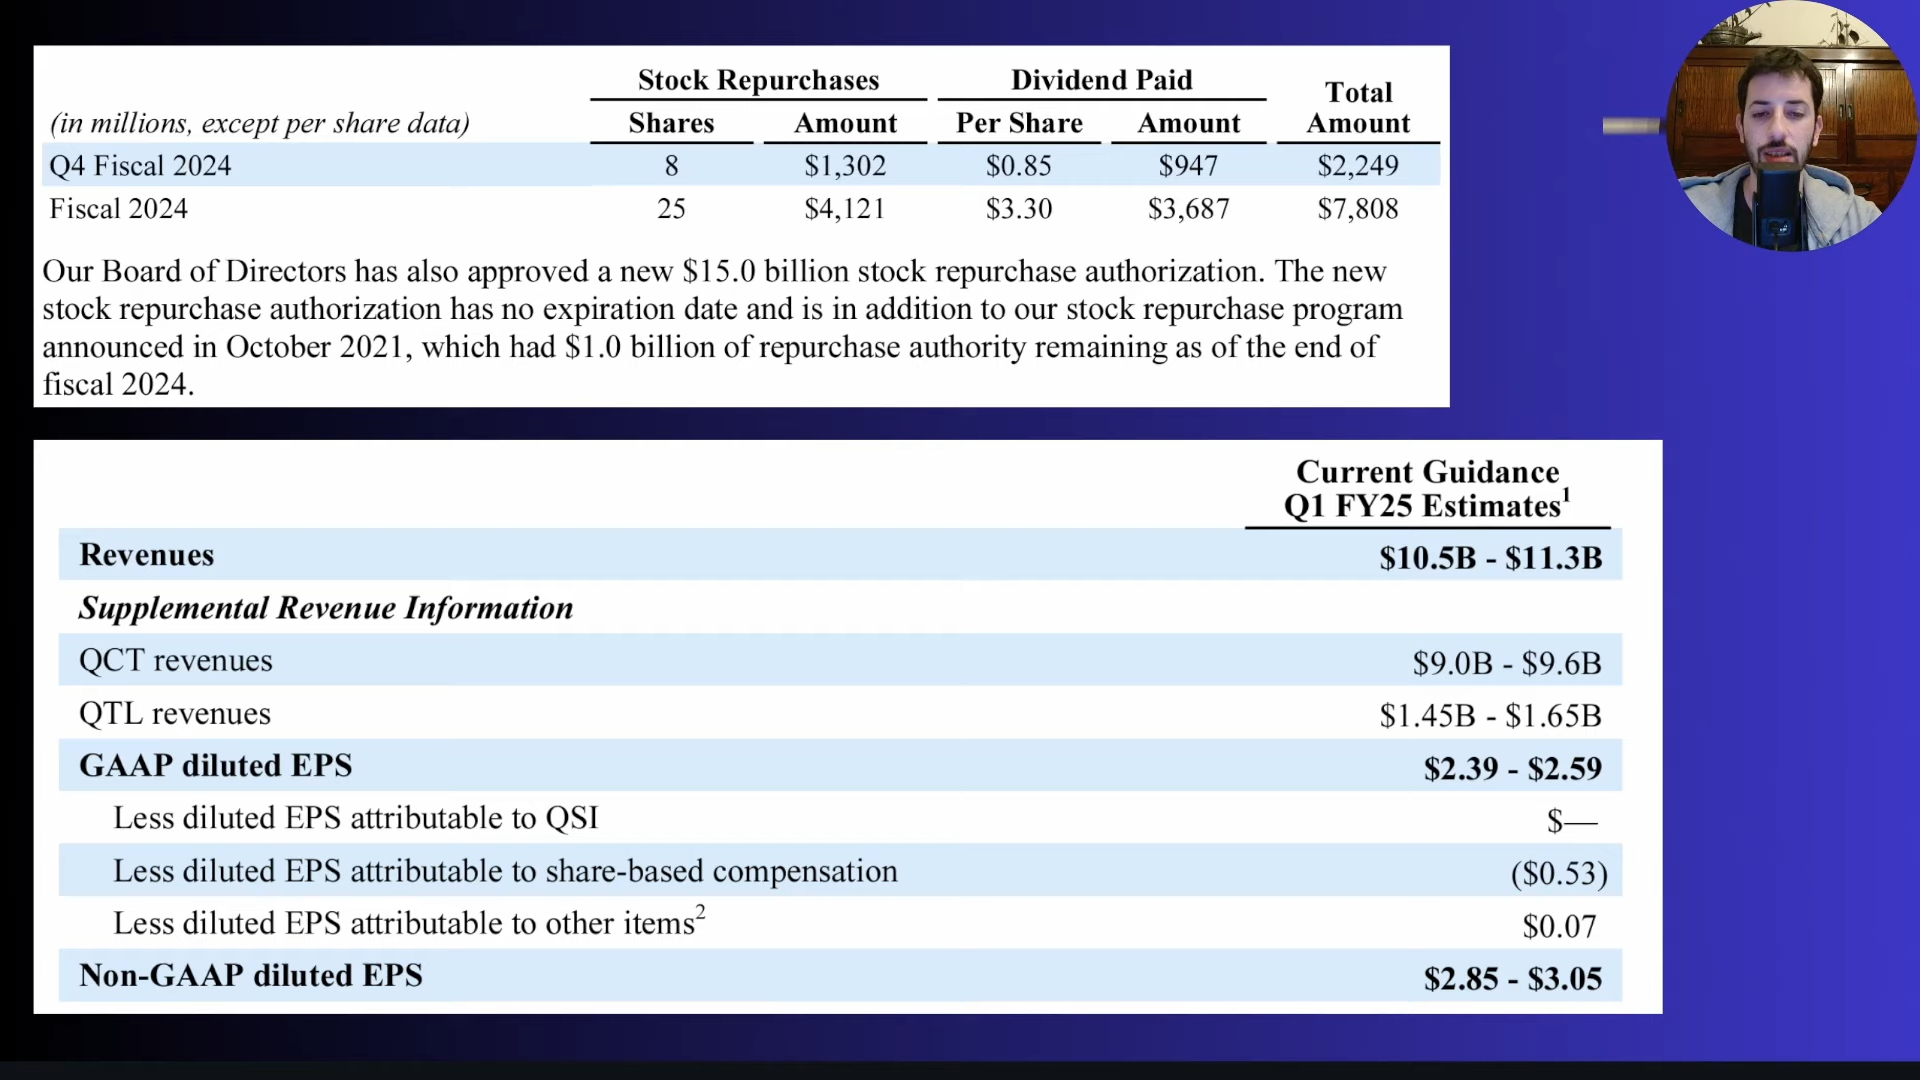 Stock Repurchases Dividend Paid Total
(in millions, except per share data) Shares Amount Per Share Amount Amount
Q4 Fiscal 2024 8 $1,302 $0.85 $947 $2,249
Fiscal 2024 25 $4,121 $3.30 $3,687 $7,808
Our Board of Directors has also approved a new $15.0 billion stock repurchase authorization. The new
stock repurchase authorization has no expiration date and is in addition to our stock repurchase program
announced in October 2021, which had $1.0 billion of repurchase authority remaining as of the end of
fiscal 2024.
Current Guidance
Q1 FY25 Estimates¹
Revenues $10.5B - $11.3B
Supplemental Revenue Information
QCT revenues $9.0B - $9.6B
QTL revenues $1.45B - $1.65B
GAAP diluted EPS $2.39 - $2.59
Less diluted EPS attributable to QSI $—
Less diluted EPS attributable to share-based compensation ($0.53)
Less diluted EPS attributable to other items² $0.07
Non-GAAP diluted EPS $2.85 - $3.05